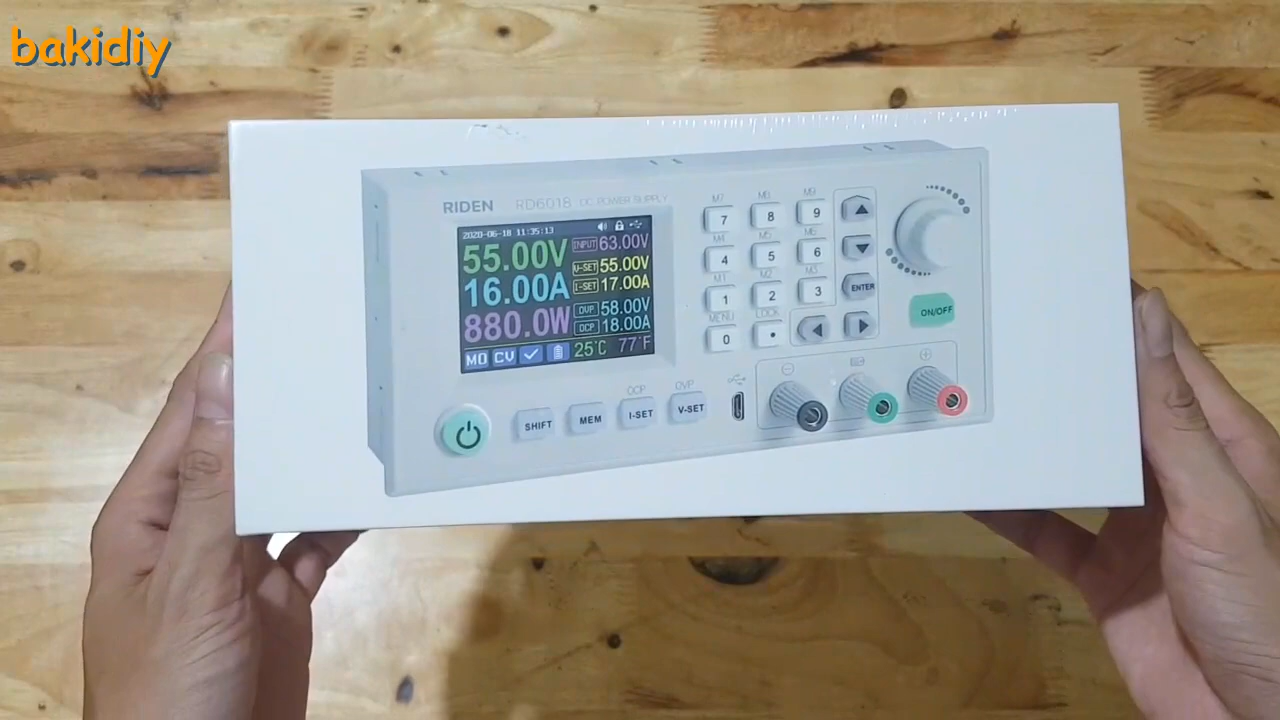 bakidiy
RIDEN RD6018 DC POWER SUPPLY
2020-06-18 11:35:13
55.00V
16.00A
880.0W
INPUT 63.00V
V-SET 55.00V
I-SET 17.00A
OVP 58.00V
OCP 18.00A
M0 CV 25°C 77°F
M7 M8 M9
7 8 9
M4 M5 M6
4 5 6
M1 M2 M3
1 2 3 ENTER
MENU LOCK
0 .
ON/OFF
OCP OVP
SHIFT MEM I-SET V-SET